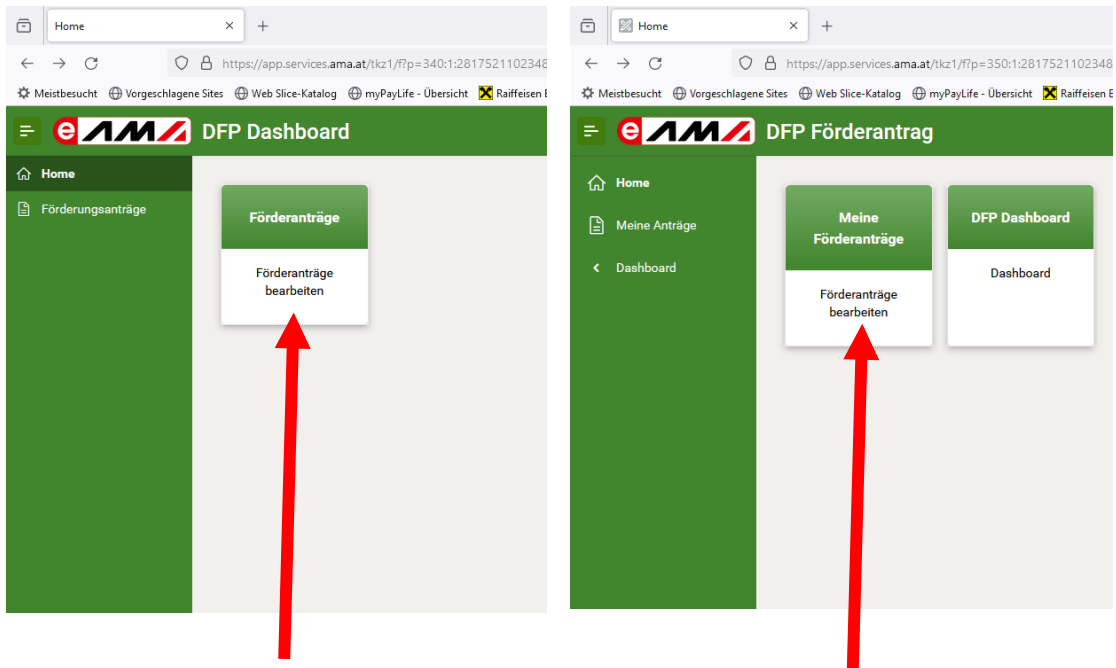 Home
https://app.services.ama.at/tkz1/f?p=340:1:2817521102348
Meistbesucht Vorgeschlagene Sites Web Slice-Katalog myPayLife - Übersicht Raiffeisen
eAMA DFP Dashboard
Home
Förderungsanträge
Förderanträge
Förderanträge
bearbeiten
Home
https://app.services.ama.at/tkz1/f?p=350:1:2817521102348
Meistbesucht Vorgeschlagene Sites Web Slice-Katalog myPayLife - Übersicht Raiffeisen
eAMA DFP Förderantrag
Home
Meine Anträge
Dashboard
Meine
Förderanträge
Förderanträge
bearbeiten
DFP Dashboard
Dashboard